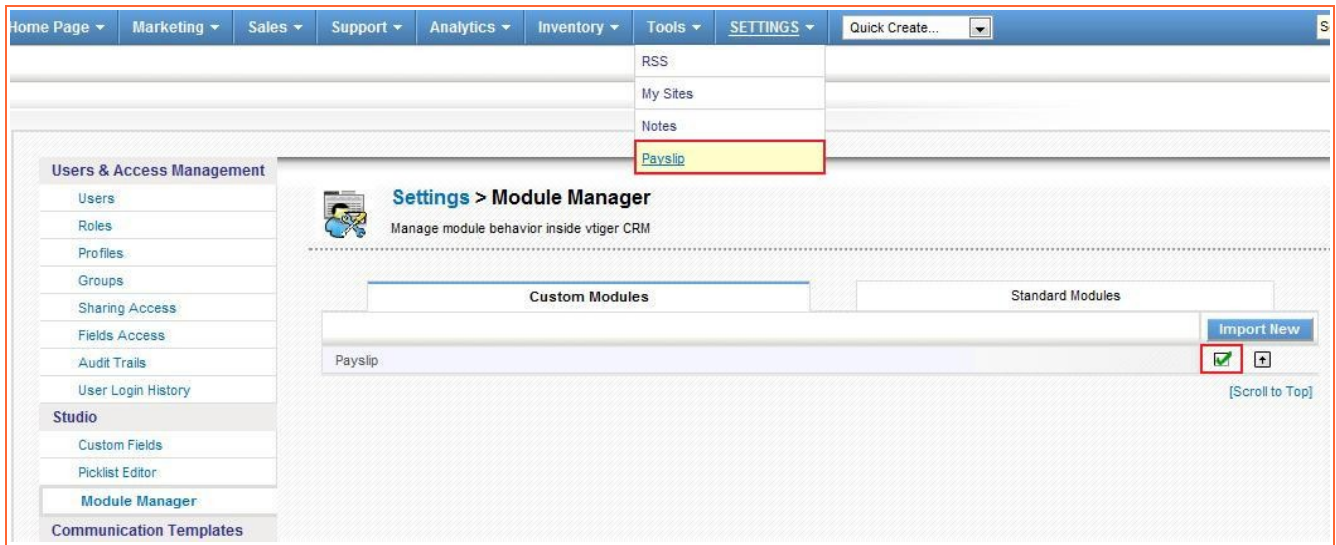 Home Page Marketing Sales Support Analytics Inventory Tools SETTINGS Quick Create...
RSS
My Sites
Notes
Payslip
Users & Access Management
Users
Roles
Profiles
Groups
Sharing Access
Fields Access
Audit Trails
User Login History
Studio
Custom Fields
Picklist Editor
Module Manager
Communication Templates
Settings > Module Manager
Manage module behavior inside vtiger CRM
Custom Modules Standard Modules
Import New
Payslip
[Scroll to Top]